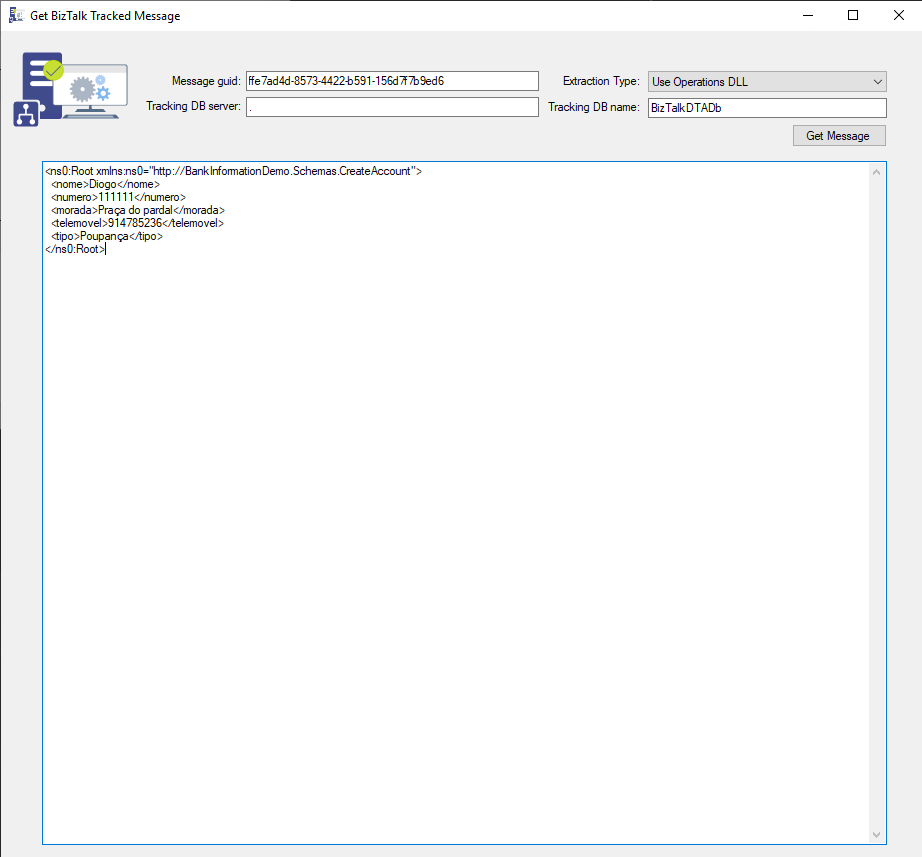 Get BizTalk Tracked Message
Message guid: ffe7ad4d-8573-4422-b591-156d7f7b9ed6 Extraction Type: Use Operations DLL
Tracking DB server: . Tracking DB name: BizTalkDTADb
Get Message
<ns0:Root xmlns:ns0="http://BankInformationDemo.Schemas.CreateAccount">
<nome>Diogo</nome>
<numero>111111</numero>
<morada>Praça do pardal</morada>
<telemovel>914785236</telemovel>
<tipo>Poupança</tipo>
</ns0:Root>